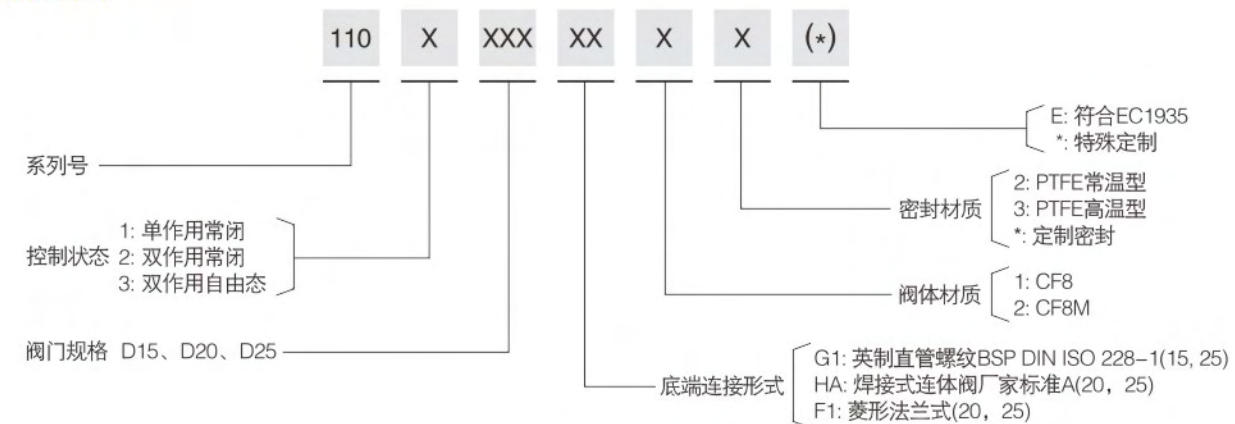 110 X XXX XX X X (*)
E: 符合EC1935
*: 特殊定制
系列号
2: PTFE常温型
密封材质 3: PTFE高温型
*: 定制密封
1: 单作用常闭
控制状态 2: 双作用常闭
3: 双作用自由态
阀体材质 1: CF8
2: CF8M
阀门规格 D15、D20、D25
G1: 英制直管螺纹BSP DIN ISO 228-1(15, 25)
底端连接形式 HA: 焊接式连体阀厂家标准A(20，25)
F1: 菱形法兰式(20，25)